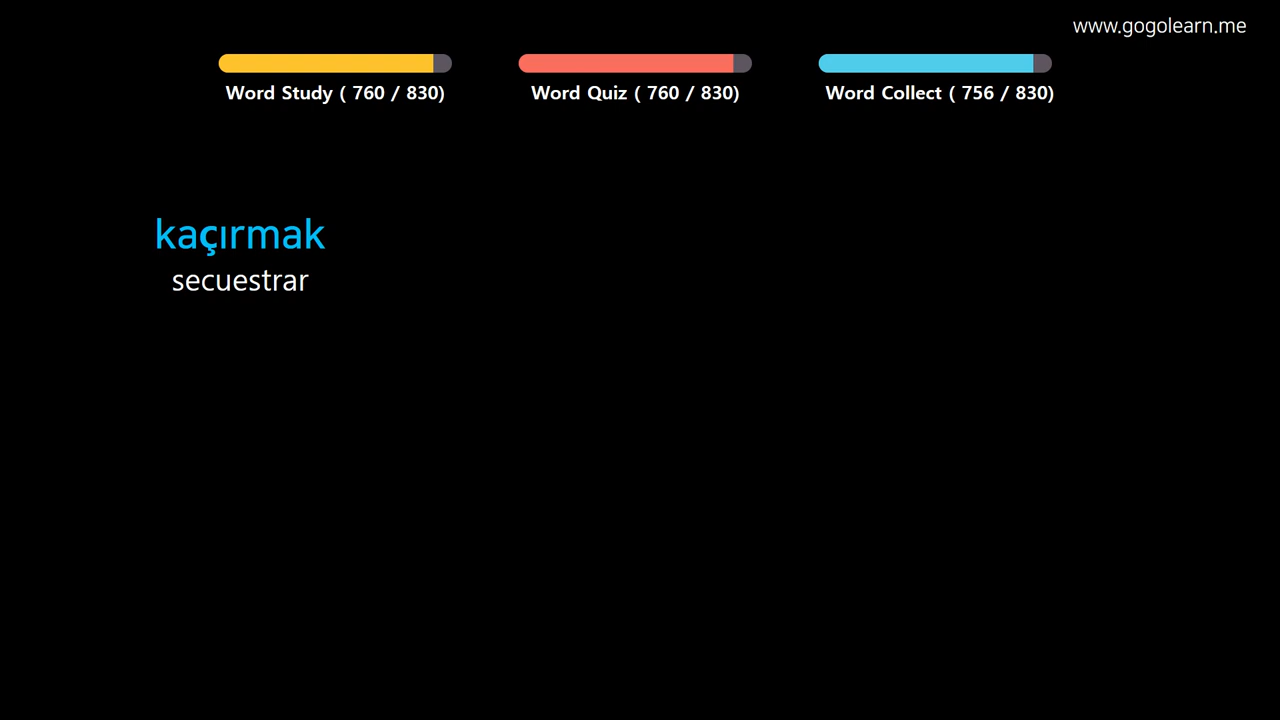 www.gogolearn.me
Word Study ( 760 / 830)
Word Quiz ( 760 / 830)
Word Collect ( 756 / 830)
kaçırmak
secuestrar